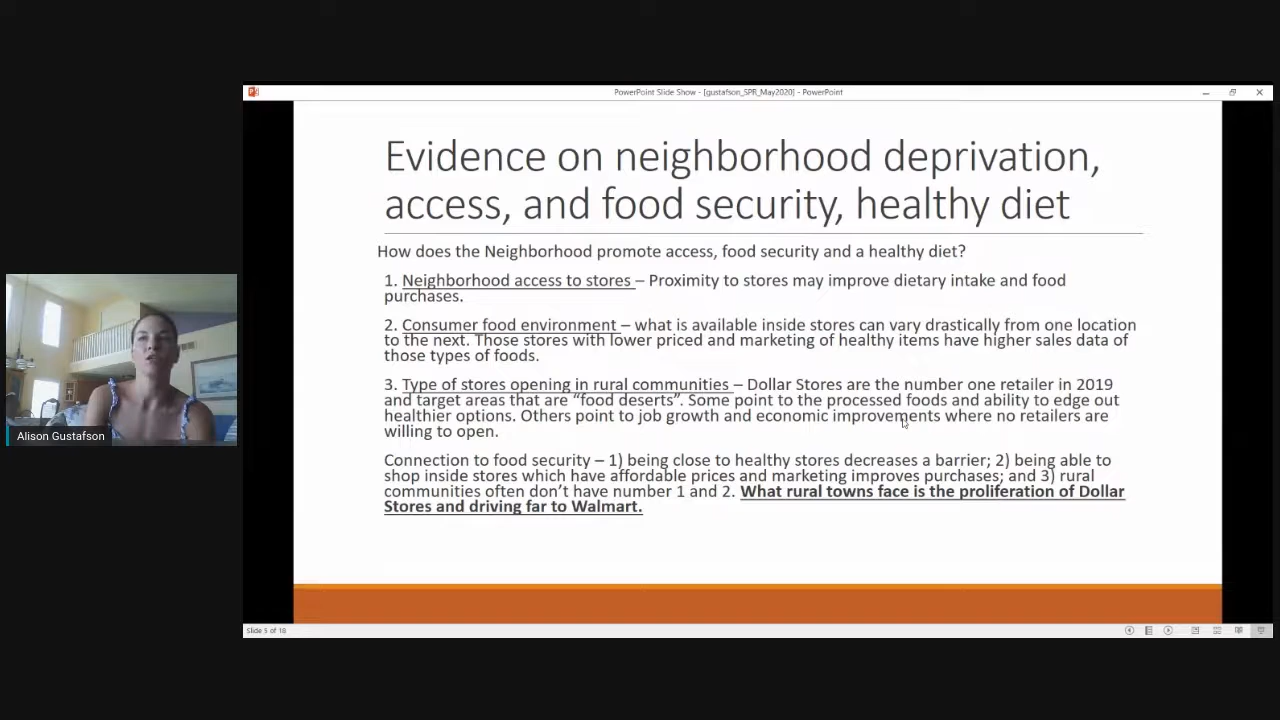 PowerPoint Slide Show - [gustafson_SPR_May2020] - PowerPoint
Evidence on neighborhood deprivation,
access, and food security, healthy diet
How does the Neighborhood promote access, food security and a healthy diet?
1. Neighborhood access to stores – Proximity to stores may improve dietary intake and food
purchases.
2. Consumer food environment – what is available inside stores can vary drastically from one location
to the next. Those stores with lower priced and marketing of healthy items have higher sales data of
those types of foods.
3. Type of stores opening in rural communities – Dollar Stores are the number one retailer in 2019
and target areas that are “food deserts”. Some point to the processed foods and ability to edge out
healthier options. Others point to job growth and economic improvements where no retailers are
willing to open.
Connection to food security – 1) being close to healthy stores decreases a barrier; 2) being able to
shop inside stores which have affordable prices and marketing improves purchases; and 3) rural
communities often don’t have number 1 and 2. What rural towns face is the proliferation of Dollar
Stores and driving far to Walmart.
Alison Gustafson
Slide 5 of 18